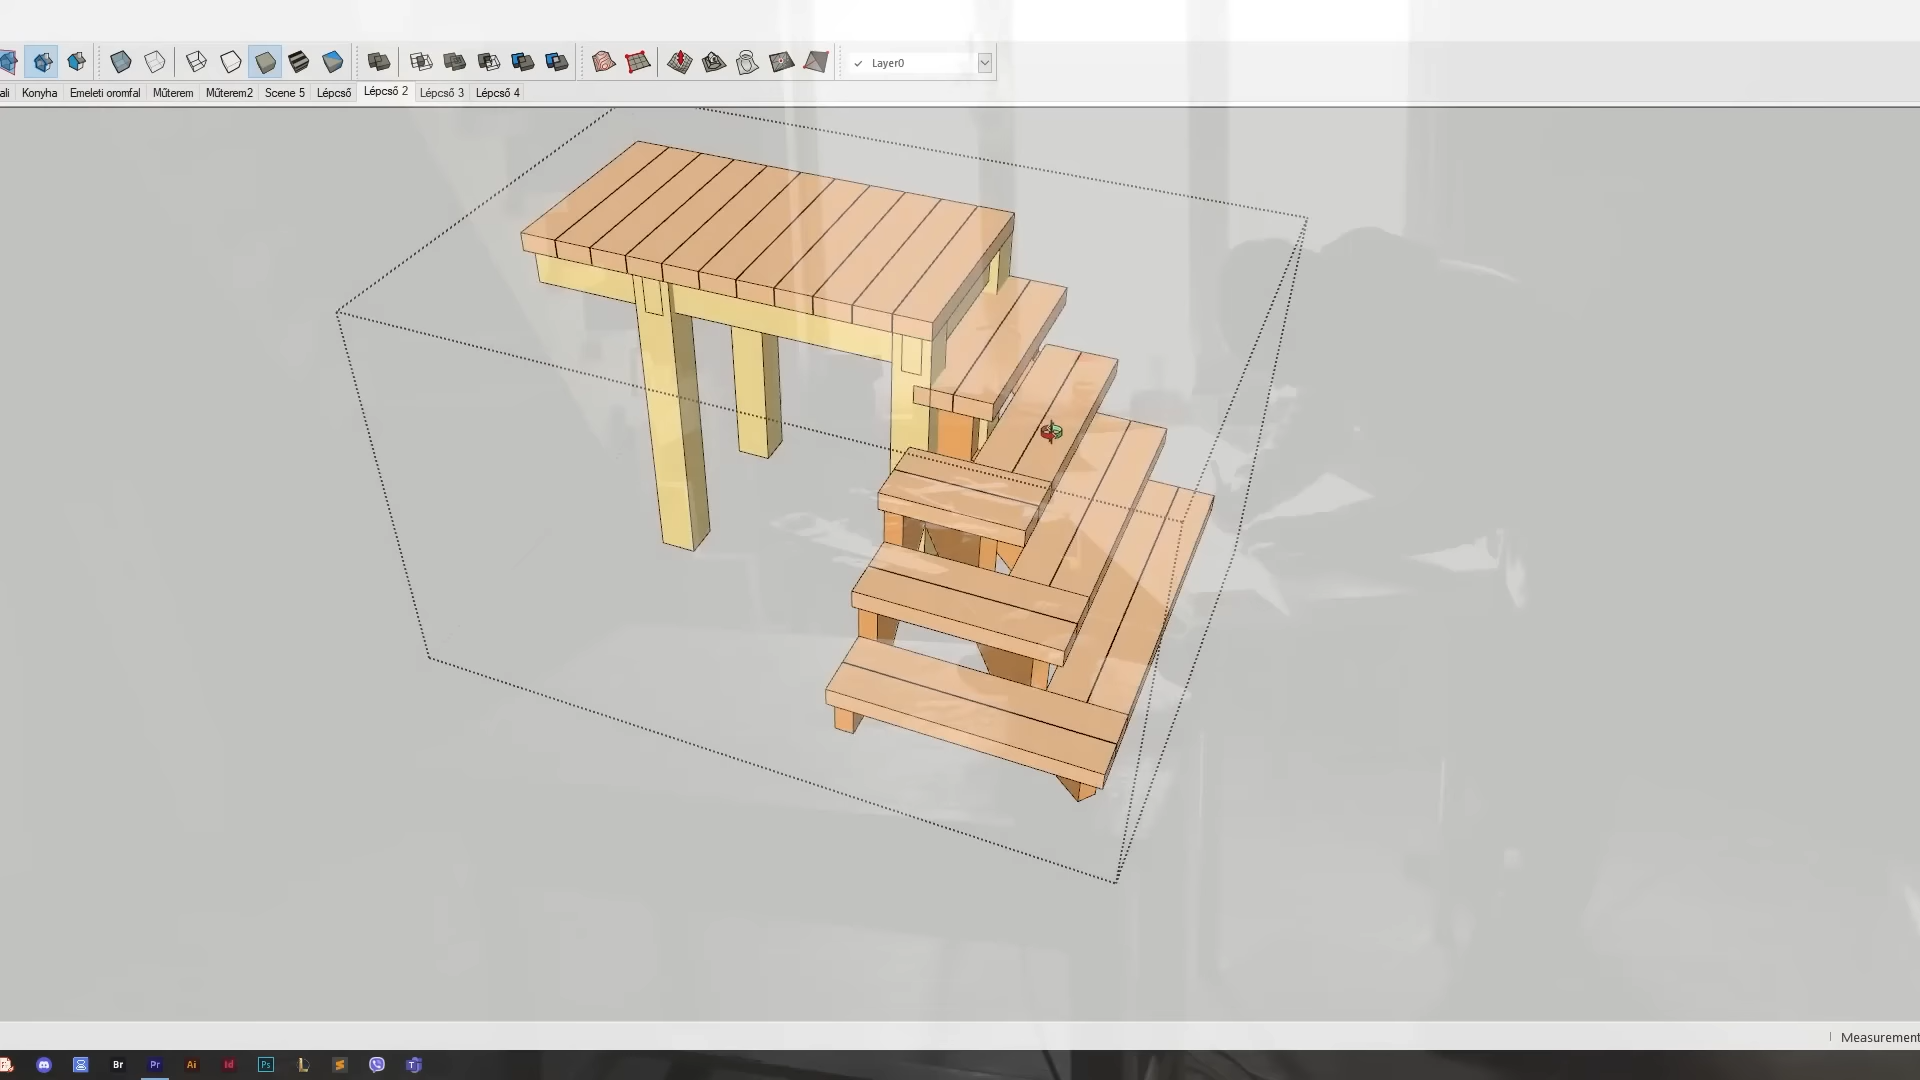 Layer0
ali Konyha Emeleti oromfal Műterem Műterem2 Scene 5 Lépcső Lépcső 2 Lépcső 3 Lépcső 4
Measurement
Br Pr Ai Id Ps